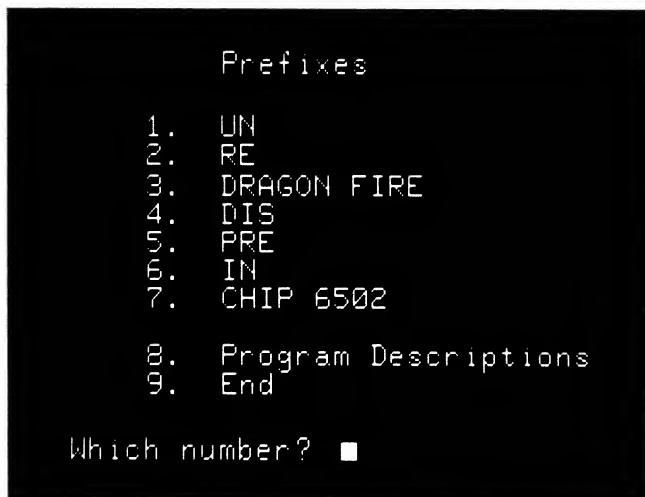 Prefixes
1. UN
2. RE
3. DRAGON FIRE
4. DIS
5. PRE
6. IN
7. CHIP 6502
8. Program Descriptions
9. End
Which number?